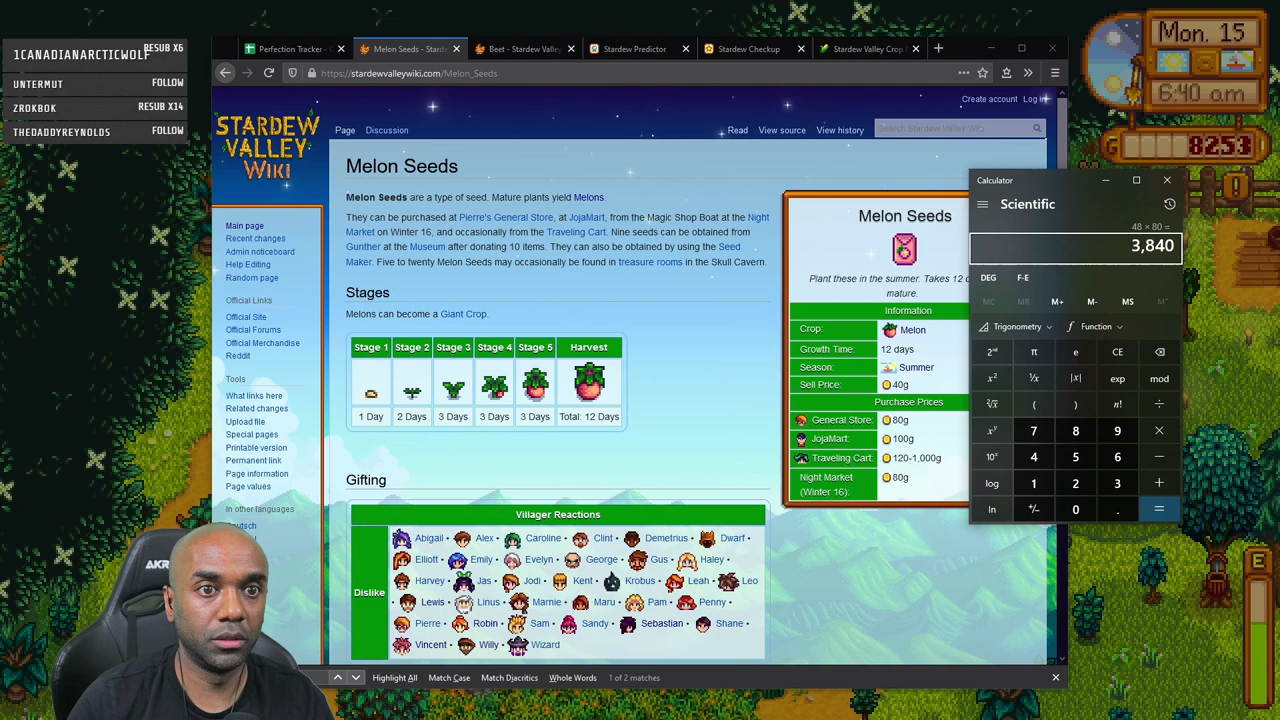 1CANADIANARCTICWOLF RESUB X6
UNTERMUT FOLLOW
ZROKBOK RESUB X14
THEDADDYREYNOLDS FOLLOW
Perfection Tracker -
Melon Seeds - Stardew
Beet - Stardew Valley
Stardew Predictor
Stardew Checkup
Stardew Valley Crop
https://stardewvalleywiki.com/Melon_Seeds
Mon. 15
6:40 am
8253
Create account Log in
STARDEW
VALLEY
WIKI
Page Discussion
Read View source View history
Search Stardew Valley Wiki
Main page
Recent changes
Admin noticeboard
Help Editing
Random page
Official Links
Official Site
Official Forums
Official Merchandise
Reddit
Tools
What links here
Related changes
Upload file
Special pages
Printable version
Permanent link
Page information
Page values
In other languages
Deutsch
Melon Seeds
Melon Seeds are a type of seed. Mature plants yield Melons.
They can be purchased at Pierre's General Store, at JojaMart, from the Magic Shop Boat at the Night
Market on Winter 16, and occasionally from the Traveling Cart. Nine seeds can be obtained from
Gunther at the Museum after donating 10 items. They can also be obtained by using the Seed
Maker. Five to twenty Melon Seeds may occasionally be found in treasure rooms in the Skull Cavern.
Stages
Melons can become a Giant Crop.
Stage 1 Stage 2 Stage 3 Stage 4 Stage 5 Harvest
1 Day 2 Days 3 Days 3 Days 3 Days Total: 12 Days
Gifting
Villager Reactions
Dislike
Abigail • Alex • Caroline • Clint • Demetrius • Dwarf •
Elliott • Emily • Evelyn • George • Gus • Haley •
Harvey • Jas • Jodi • Kent • Krobus • Leah • Leo
• Lewis • Linus • Marnie • Maru • Pam • Penny •
Pierre • Robin • Sam • Sandy • Sebastian • Shane •
Vincent • Willy • Wizard
Melon Seeds
Plant these in the summer. Takes 12 d
mature.
Information
Crop: Melon
Growth Time: 12 days
Season: Summer
Sell Price: 40g
Purchase Prices
General Store: 80g
JojaMart: 100g
Traveling Cart: 120-1,000g
Night Market (Winter 16): 80g
Calculator
Scientific
48 × 80 =
3,840
DEG F-E
MC MR M+ M- MS M˅
Trigonometry Function
2ⁿᵈ π e CE
x² ¹⁄ₓ |x| exp mod
²√x ( ) n! ÷
xʸ 7 8 9 ×
10ˣ 4 5 6 −
log 1 2 3 +
ln +/- 0 . =
Highlight All Match Case Match Diacritics Whole Words 1 of 2 matches
AKR
E